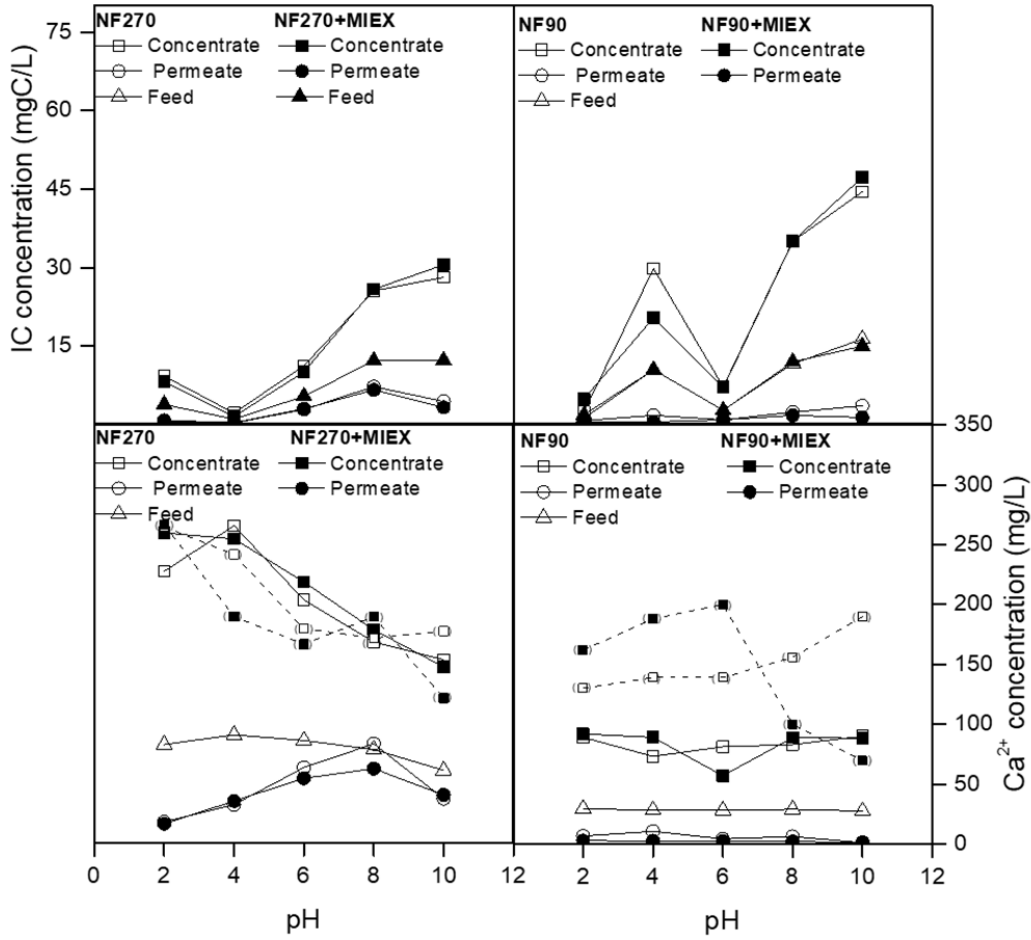 IC concentration (mgC/L)
75
60
45
30
15
NF270 NF270+MIEX
Concentrate Concentrate
Permeate Permeate
Feed Feed
NF90 NF90+MIEX
Concentrate Concentrate
Permeate Permeate
Feed
NF270 NF270+MIEX
Concentrate Concentrate
Permeate Permeate
Feed
NF90 NF90+MIEX
Concentrate Concentrate
Permeate Permeate
Feed
350
300
250
200
150
100
50
0
Ca2+ concentration (mg/L)
0 2 4 6 8 10 12 2 4 6 8 10 12
pH pH